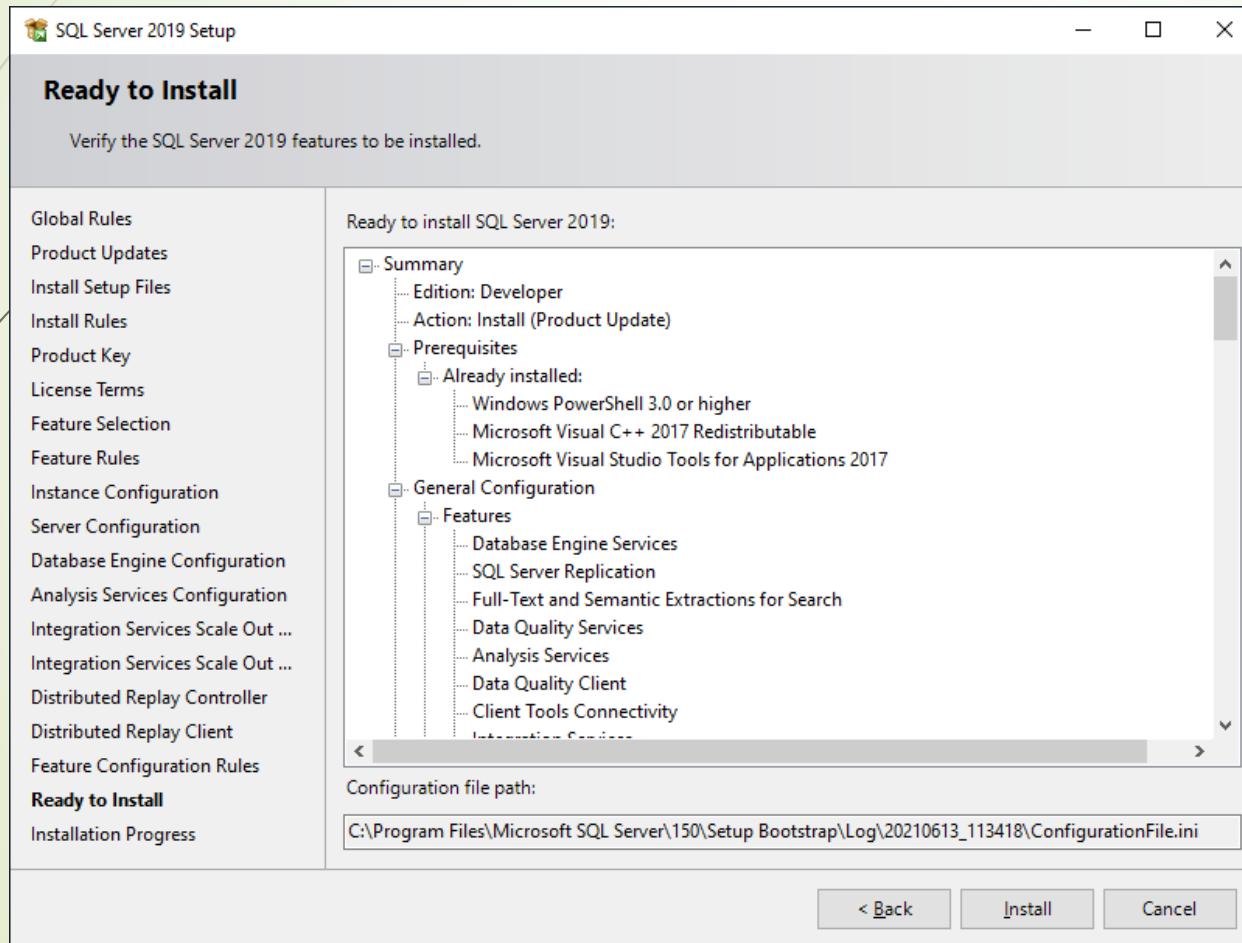 SQL Server 2019 Setup
Ready to Install
Verify the SQL Server 2019 features to be installed.
Global Rules
Product Updates
Install Setup Files
Install Rules
Product Key
License Terms
Feature Selection
Feature Rules
Instance Configuration
Server Configuration
Database Engine Configuration
Analysis Services Configuration
Integration Services Scale Out ...
Integration Services Scale Out ...
Distributed Replay Controller
Distributed Replay Client
Feature Configuration Rules
Ready to Install
Installation Progress
Ready to install SQL Server 2019:
Summary
Edition: Developer
Action: Install (Product Update)
Prerequisites
Already installed:
Windows PowerShell 3.0 or higher
Microsoft Visual C++ 2017 Redistributable
Microsoft Visual Studio Tools for Applications 2017
General Configuration
Features
Database Engine Services
SQL Server Replication
Full-Text and Semantic Extractions for Search
Data Quality Services
Analysis Services
Data Quality Client
Client Tools Connectivity
Integration Services
Configuration file path:
C:\Program Files\Microsoft SQL Server\150\Setup Bootstrap\Log\20210613_113418\ConfigurationFile.ini
< Back
Install
Cancel